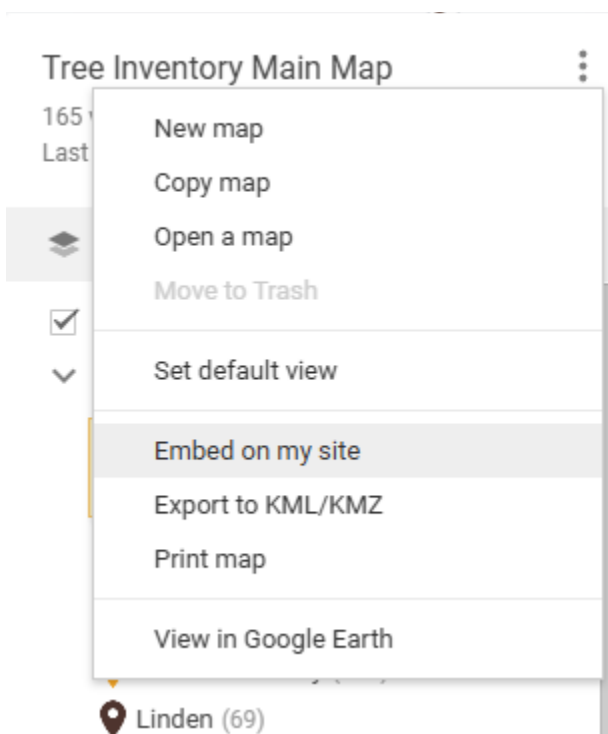 Tree Inventory Main Map
165
Last
New map
Copy map
Open a map
Move to Trash
Set default view
Embed on my site
Export to KML/KMZ
Print map
View in Google Earth
Linden (69)